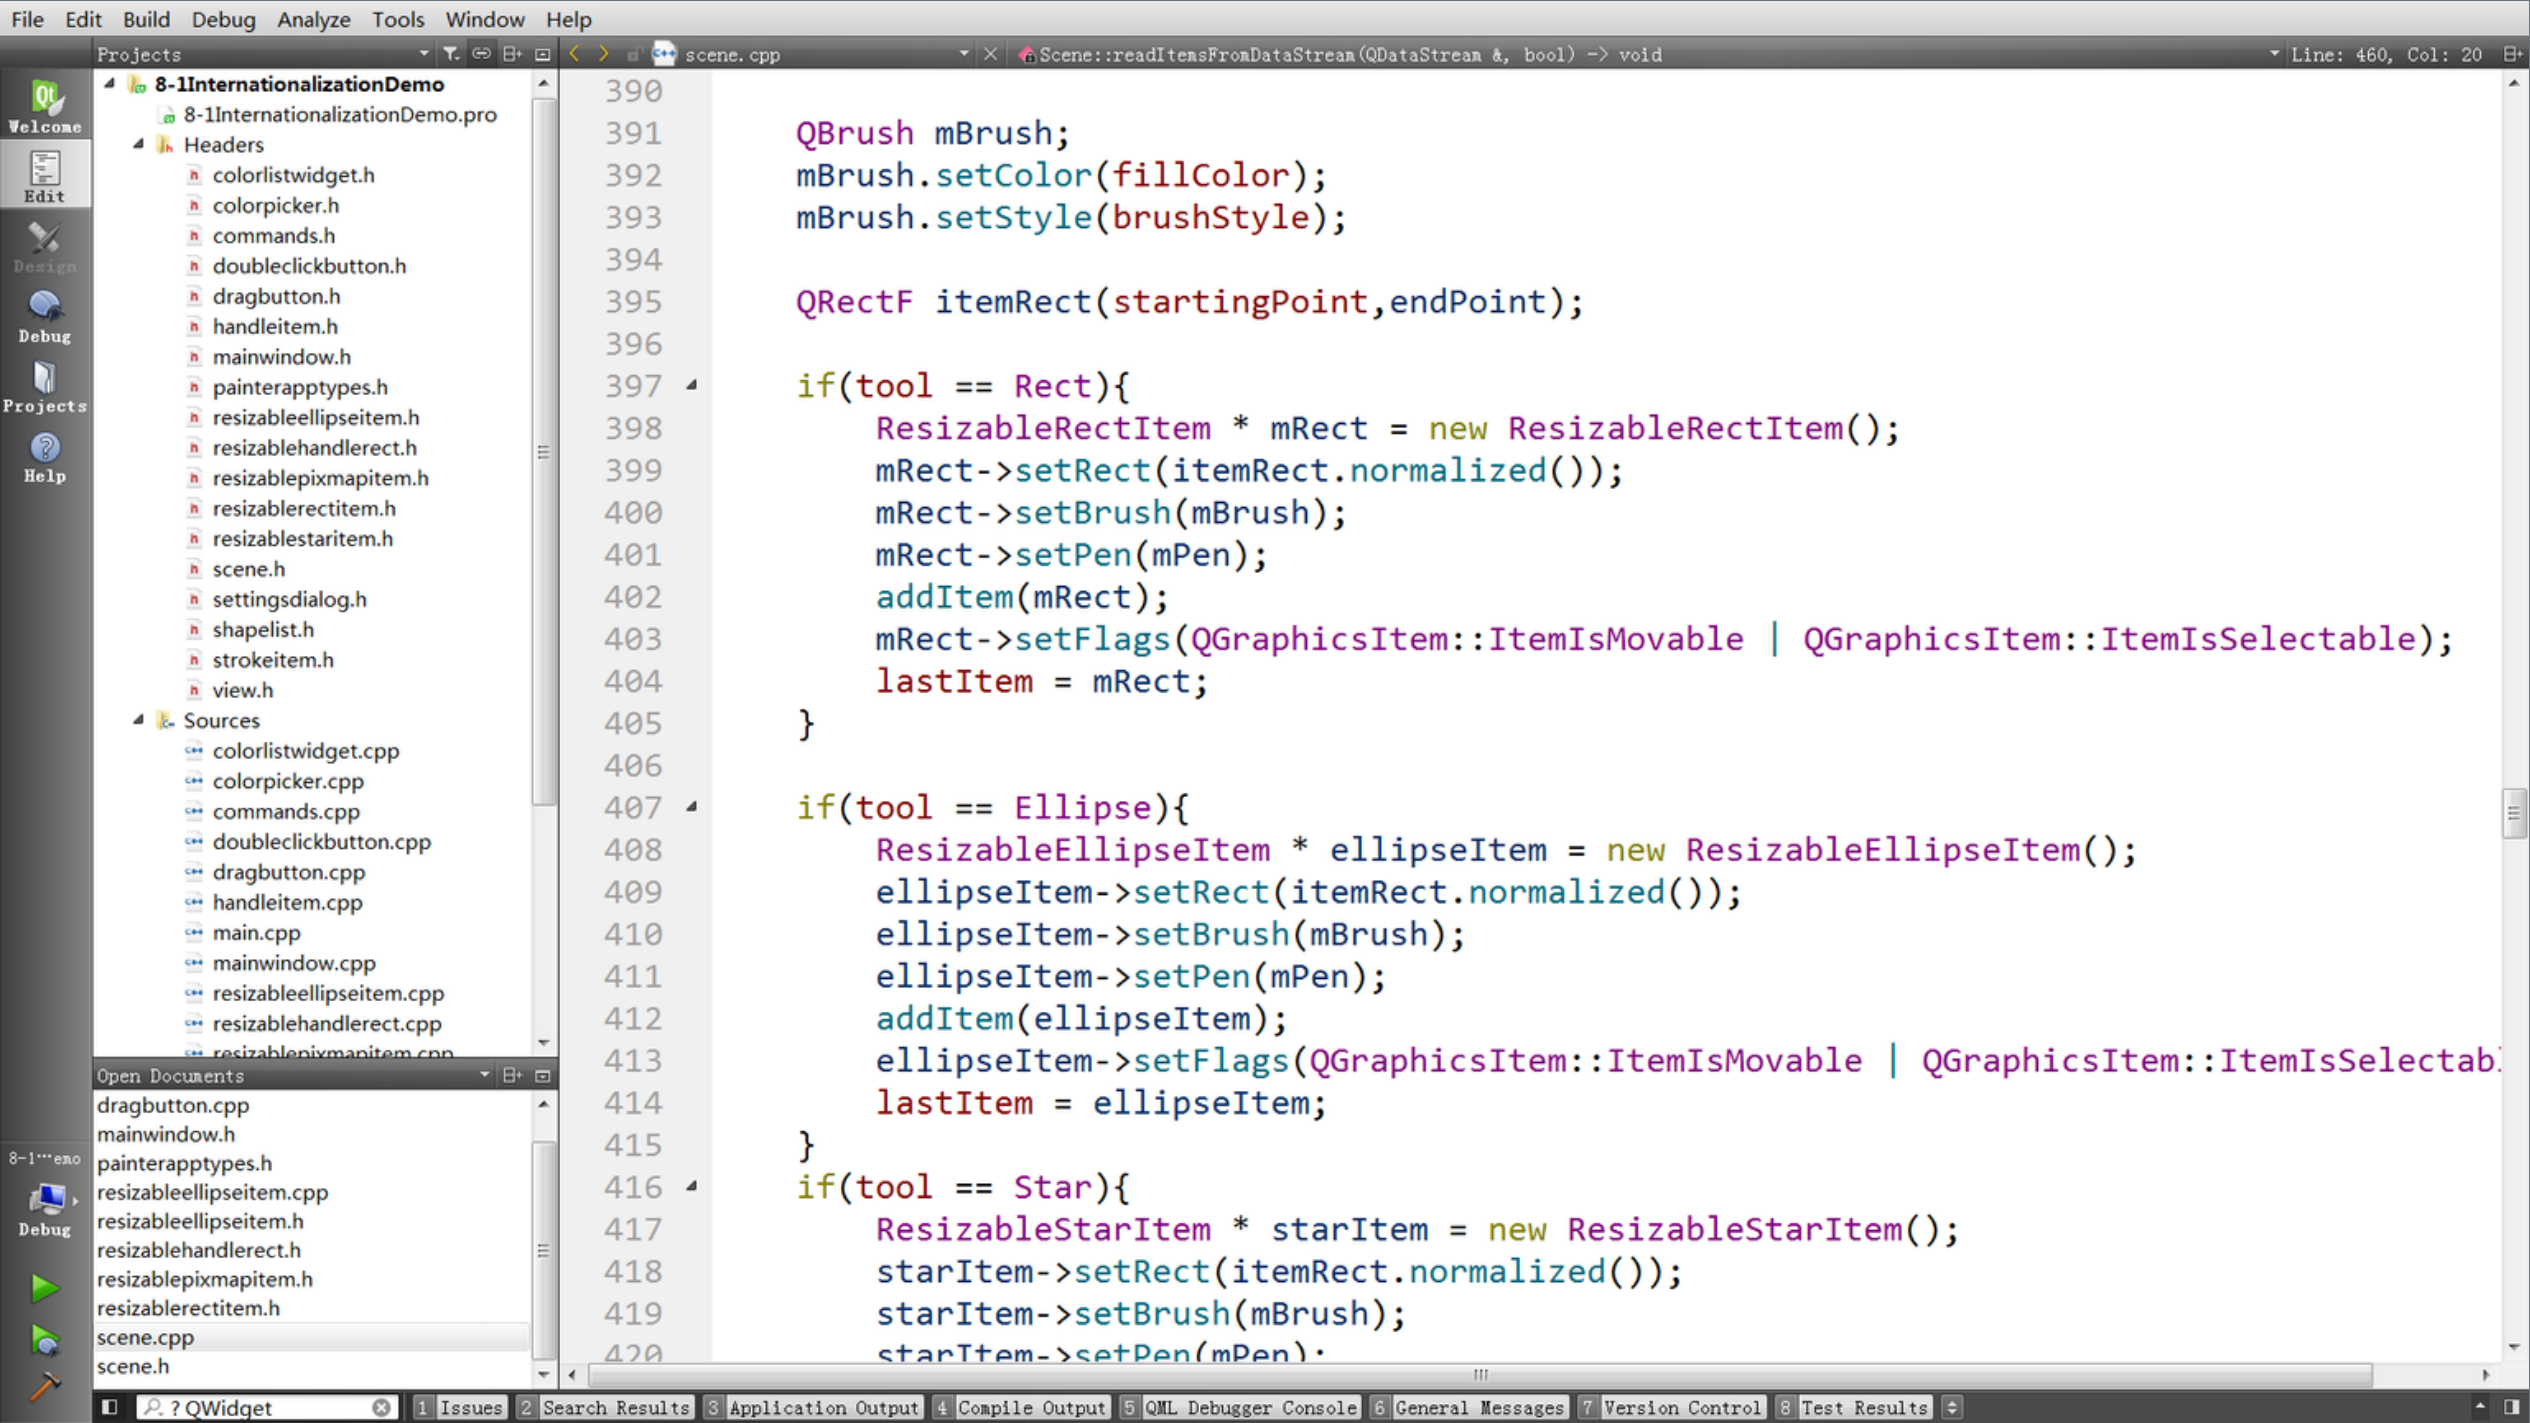 File Edit Build Debug Analyze Tools Window Help
Projects
scene.cpp
Scene::readItemsFromDataStream(QDataStream &, bool) -> void
Line: 460, Col: 20
Welcome
Edit
Design
Debug
Projects
Help
8-1InternationalizationDemo
8-1InternationalizationDemo.pro
Headers
colorlistwidget.h
colorpicker.h
commands.h
doubleclickbutton.h
dragbutton.h
handleitem.h
mainwindow.h
painterapptypes.h
resizableellipseitem.h
resizablehandlerect.h
resizablepixmapitem.h
resizablerectitem.h
resizablestaritem.h
scene.h
settingsdialog.h
shapelist.h
strokeitem.h
view.h
Sources
colorlistwidget.cpp
colorpicker.cpp
commands.cpp
doubleclickbutton.cpp
dragbutton.cpp
handleitem.cpp
main.cpp
mainwindow.cpp
resizableellipseitem.cpp
resizablehandlerect.cpp
resizablepixmapitem.cpp
Open Documents
dragbutton.cpp
mainwindow.h
painterapptypes.h
resizableellipseitem.cpp
resizableellipseitem.h
resizablehandlerect.h
resizablepixmapitem.h
resizablerectitem.h
scene.cpp
scene.h
8-1···emo
Debug
390
391 QBrush mBrush;
392 mBrush.setColor(fillColor);
393 mBrush.setStyle(brushStyle);
394
395 QRectF itemRect(startingPoint,endPoint);
396
397 if(tool == Rect){
398 ResizableRectItem * mRect = new ResizableRectItem();
399 mRect->setRect(itemRect.normalized());
400 mRect->setBrush(mBrush);
401 mRect->setPen(mPen);
402 addItem(mRect);
403 mRect->setFlags(QGraphicsItem::ItemIsMovable | QGraphicsItem::ItemIsSelectable);
404 lastItem = mRect;
405 }
406
407 if(tool == Ellipse){
408 ResizableEllipseItem * ellipseItem = new ResizableEllipseItem();
409 ellipseItem->setRect(itemRect.normalized());
410 ellipseItem->setBrush(mBrush);
411 ellipseItem->setPen(mPen);
412 addItem(ellipseItem);
413 ellipseItem->setFlags(QGraphicsItem::ItemIsMovable | QGraphicsItem::ItemIsSelectabl
414 lastItem = ellipseItem;
415 }
416 if(tool == Star){
417 ResizableStarItem * starItem = new ResizableStarItem();
418 starItem->setRect(itemRect.normalized());
419 starItem->setBrush(mBrush);
420 starItem->setPen(mPen);
? QWidget
1 Issues 2 Search Results 3 Application Output 4 Compile Output 5 QML Debugger Console 6 General Messages 7 Version Control 8 Test Results